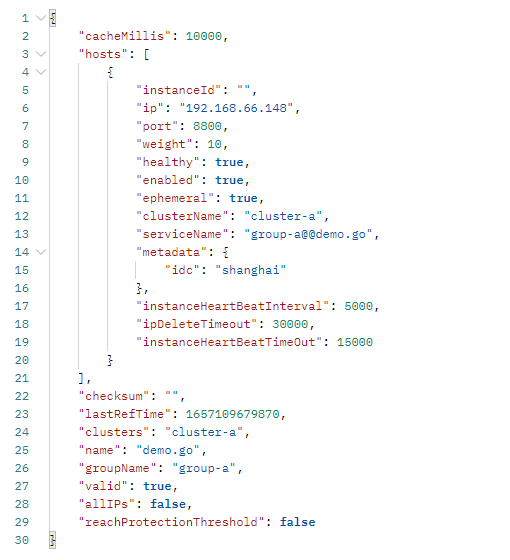 1 {
2 "cacheMillis": 10000,
3 "hosts": [
4 {
5 "instanceId": "",
6 "ip": "192.168.66.148",
7 "port": 8800,
8 "weight": 10,
9 "healthy": true,
10 "enabled": true,
11 "ephemeral": true,
12 "clusterName": "cluster-a",
13 "serviceName": "group-a@@demo.go",
14 "metadata": {
15 "idc": "shanghai"
16 },
17 "instanceHeartBeatInterval": 5000,
18 "ipDeleteTimeout": 30000,
19 "instanceHeartBeatTimeOut": 15000
20 }
21 ],
22 "checksum": "",
23 "lastRefTime": 1657109679870,
24 "clusters": "cluster-a",
25 "name": "demo.go",
26 "groupName": "group-a",
27 "valid": true,
28 "allIPs": false,
29 "reachProtectionThreshold": false
30 }